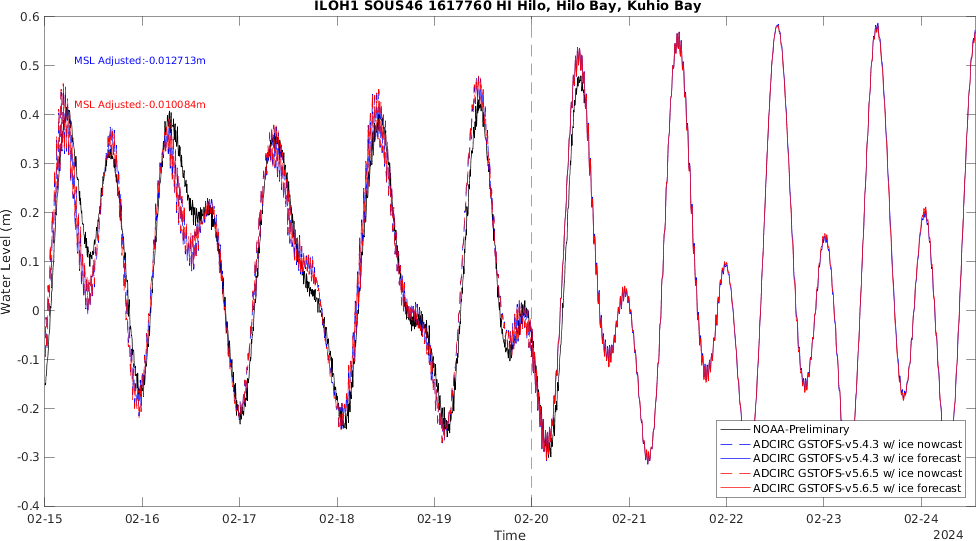 ILOH1 SOUS46 1617760 HI Hilo, Hilo Bay, Kuhio Bay
MSL Adjusted:-0.012713m
MSL Adjusted:-0.010084m
Water Level (m)
0.6
0.5
0.4
0.3
0.2
0.1
0
-0.1
-0.2
-0.3
-0.4
NOAA-Preliminary
ADCIRC GSTOFS-v5.4.3 w/ ice nowcast
ADCIRC GSTOFS-v5.4.3 w/ ice forecast
ADCIRC GSTOFS-v5.6.5 w/ ice nowcast
ADCIRC GSTOFS-v5.6.5 w/ ice forecast
02-15 02-16 02-17 02-18 02-19 02-20 02-21 02-22 02-23 02-24
Time
2024